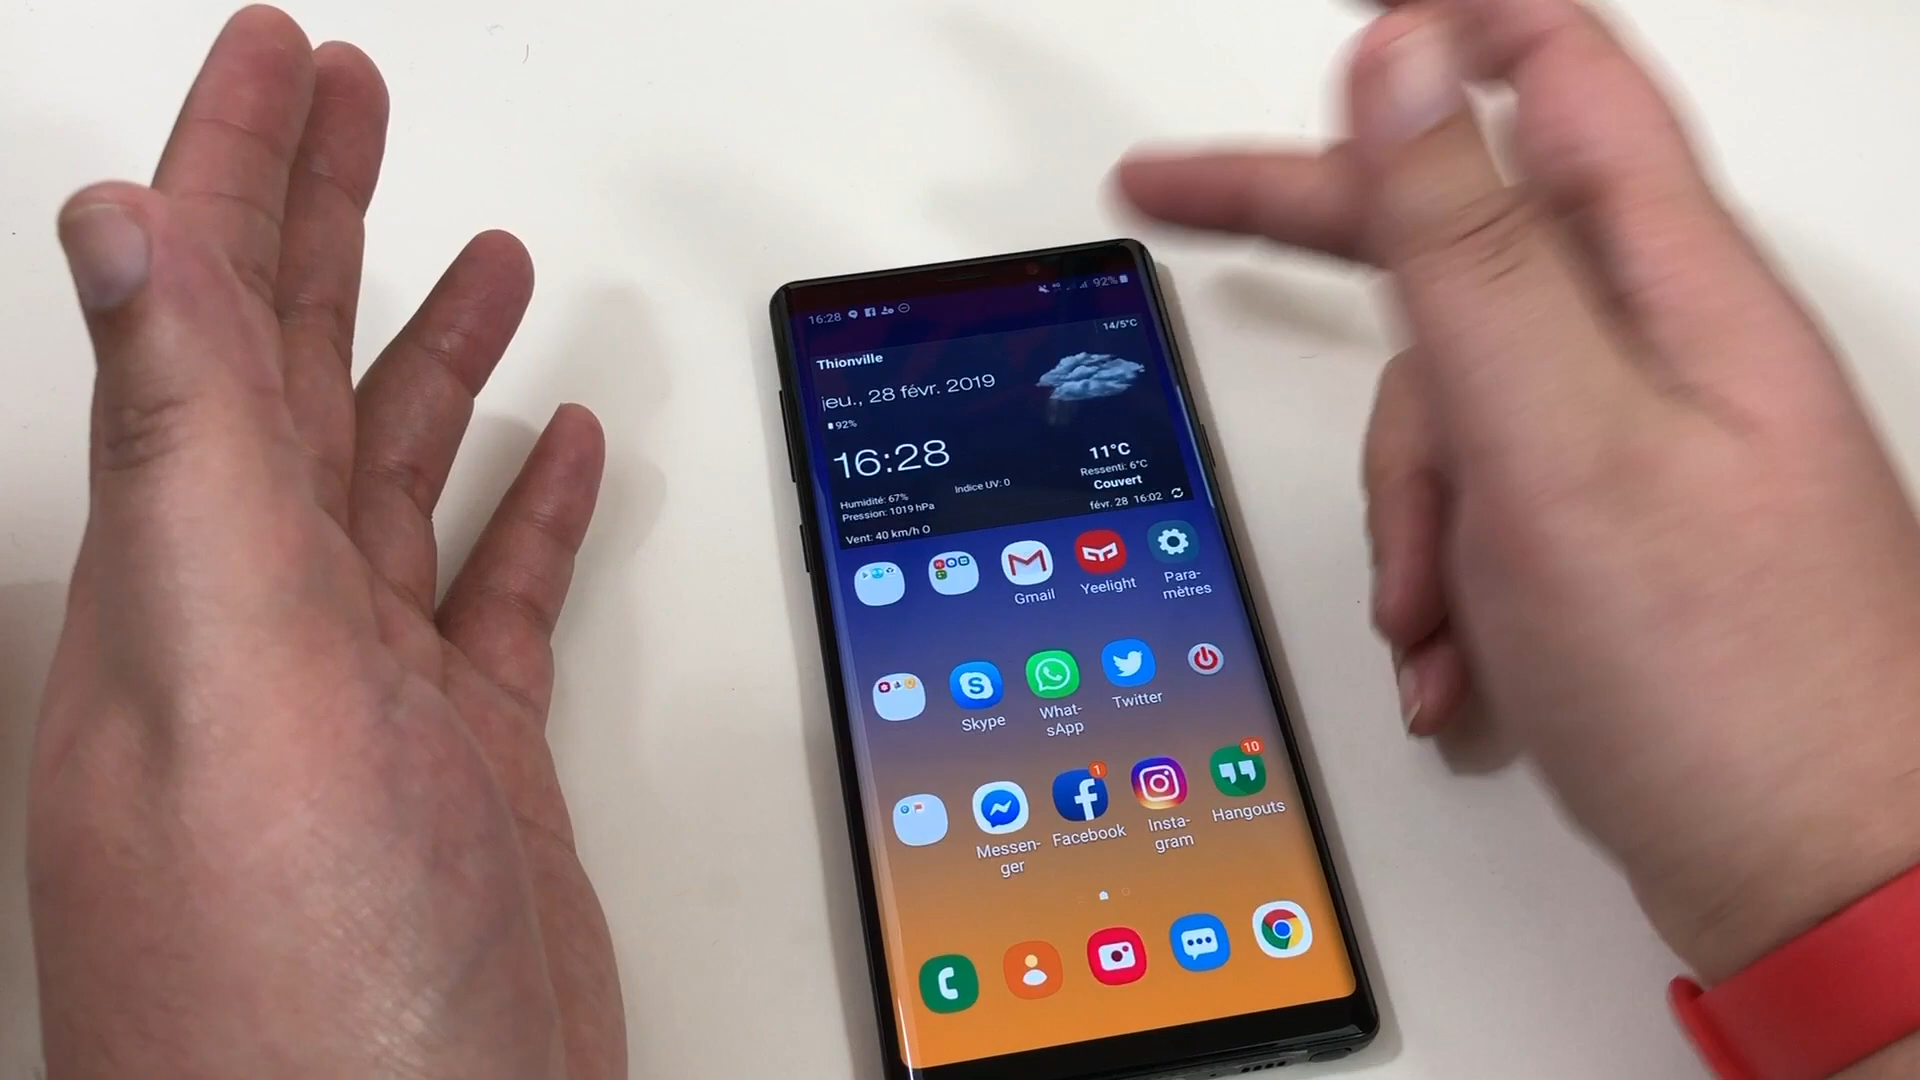 16:28 92%
14/5°C
Thionville
jeu., 28 févr. 2019
92%
16:28
11°C
Ressenti: 6°C
Couvert
Humidité: 67%
Indice UV: 0
Pression: 1019 hPa
févr. 28 16:02
Vent: 40 km/h O
Gmail
Yeelight
Para-
mètres
Skype
What-
sApp
Twitter
1
10
Messen-
ger
Facebook
Insta-
gram
Hangouts